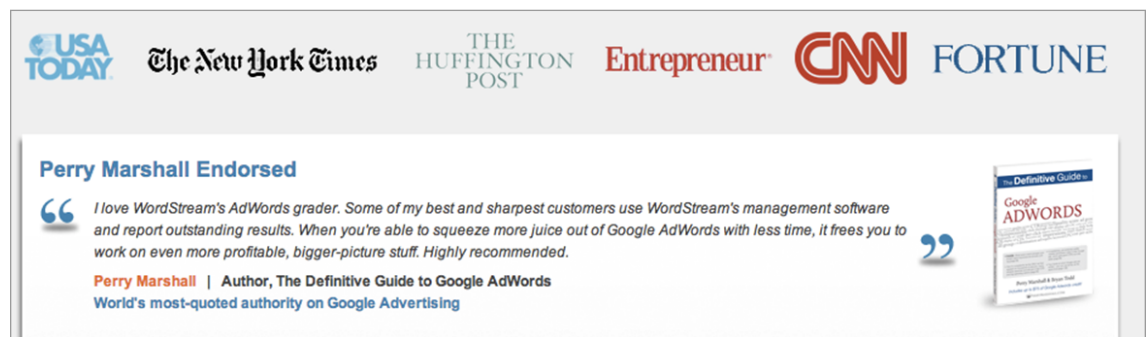 USA TODAY
The New York Times
THE HUFFINGTON POST
Entrepreneur
CNN
FORTUNE
Perry Marshall Endorsed
“ I love WordStream's AdWords grader. Some of my best and sharpest customers use WordStream's management software
and report outstanding results. When you're able to squeeze more juice out of Google AdWords with less time, it frees you to
work on even more profitable, bigger-picture stuff. Highly recommended. ”
Perry Marshall | Author, The Definitive Guide to Google AdWords
World's most-quoted authority on Google Advertising
The Definitive Guide to
Google
ADWORDS
Perry Marshall & Bryan Todd